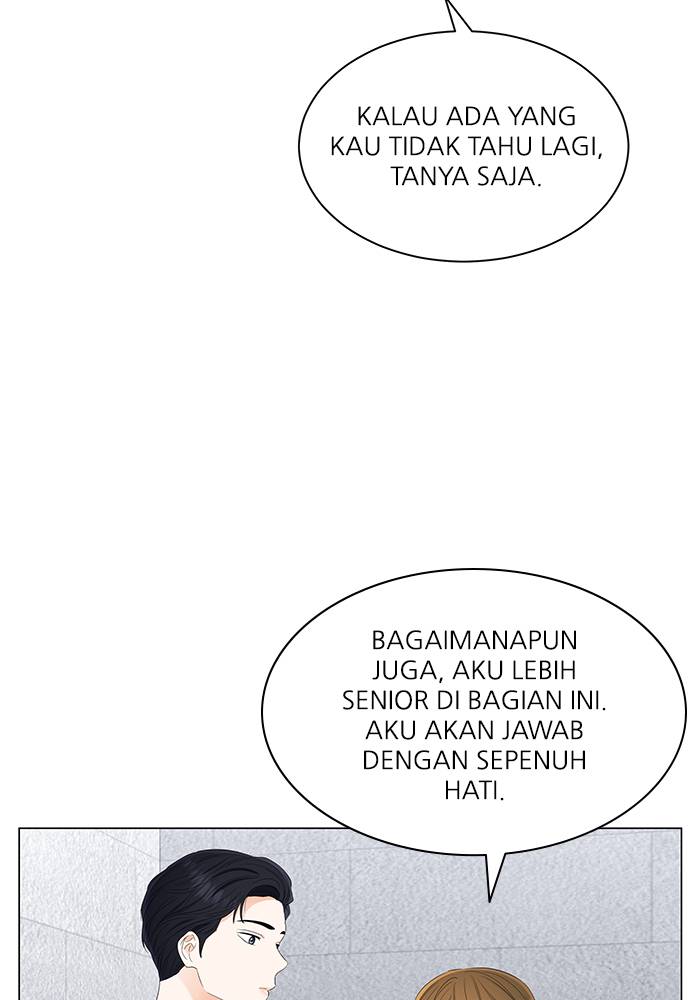 KALAU ADA YANG
KAU TIDAK TAHU LAGI,
TANYA SAJA.
BAGAIMANAPUN
JUGA, AKU LEBIH
SENIOR DI BAGIAN INI.
AKU AKAN JAWAB
DENGAN SEPENUH
HATI.